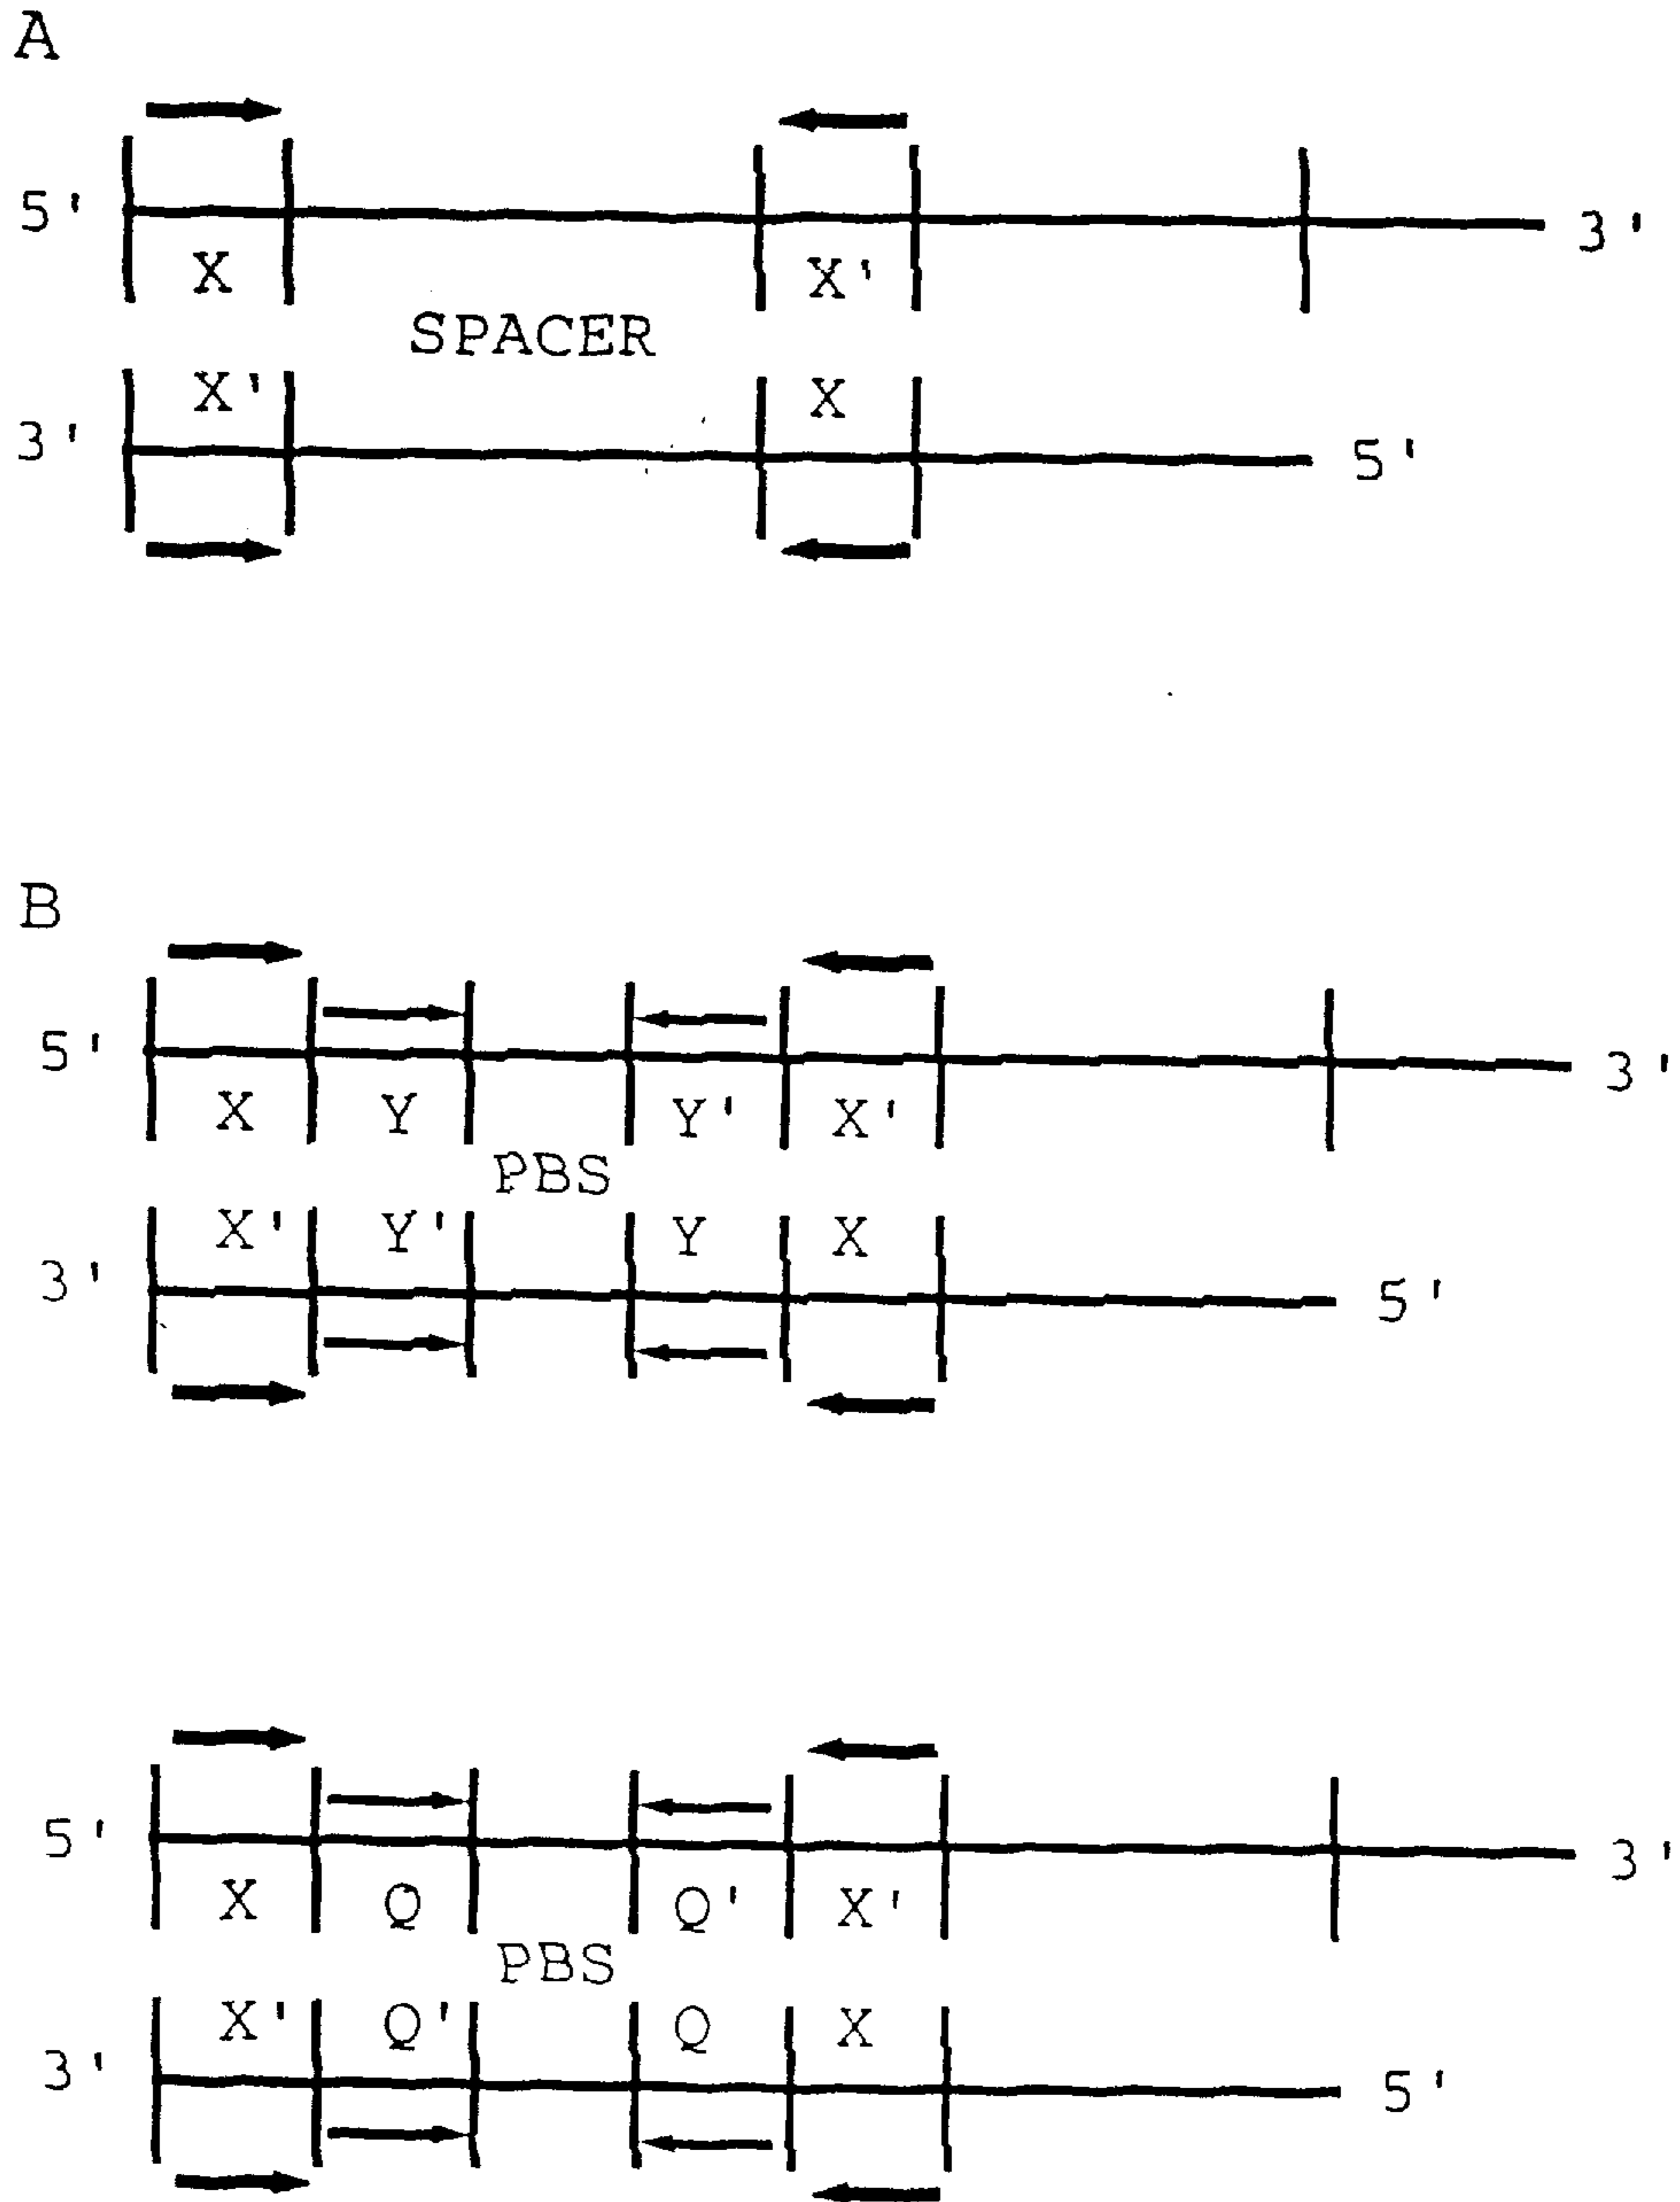 A
5' 3'
X X'
SPACER
X' X
3' 5'
B
5' 3'
X Y Y' X'
PBS
X' Y' Y X
3' 5'
5' 3'
X Q Q' X'
PBS
X' Q' Q X
3' 5'